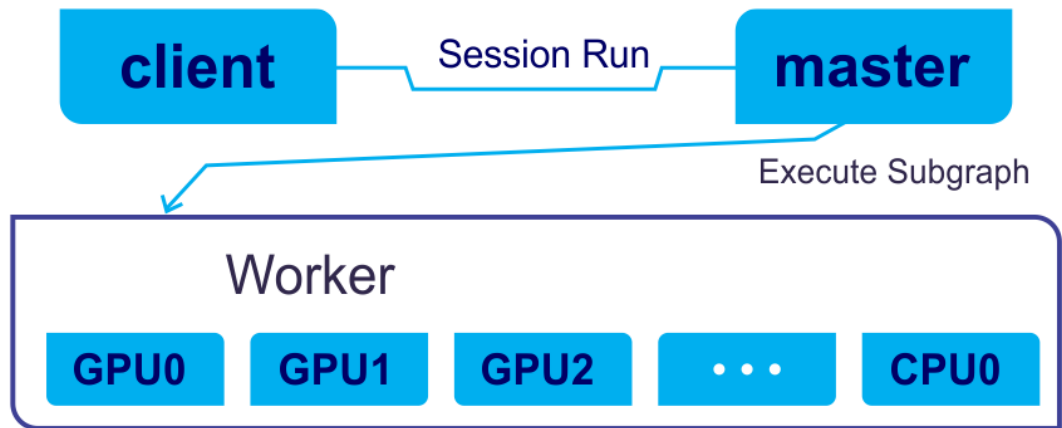 client
Session Run
master
Execute Subgraph
Worker
GPU0
GPU1
GPU2
...
CPU0